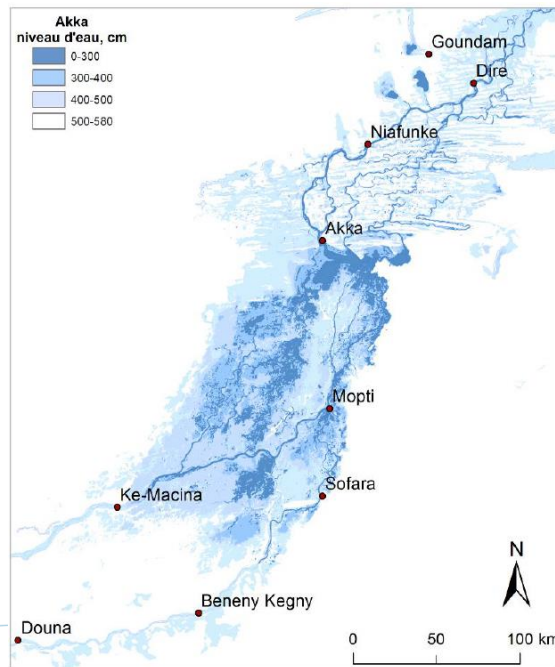 Akka
niveau d'eau, cm
0-300
300-400
400-500
500-580
Goundam
Dire
Niafunke
Akka
Mopti
Sofara
Ke-Macina
Beneny Kegny
Douna
N
0 50 100 km